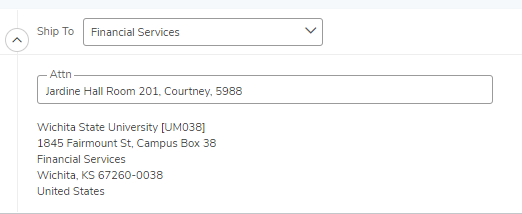 Ship To Financial Services
Attn
Jardine Hall Room 201, Courtney, 5988
Wichita State University [UM038]
1845 Fairmount St, Campus Box 38
Financial Services
Wichita, KS 67260-0038
United States